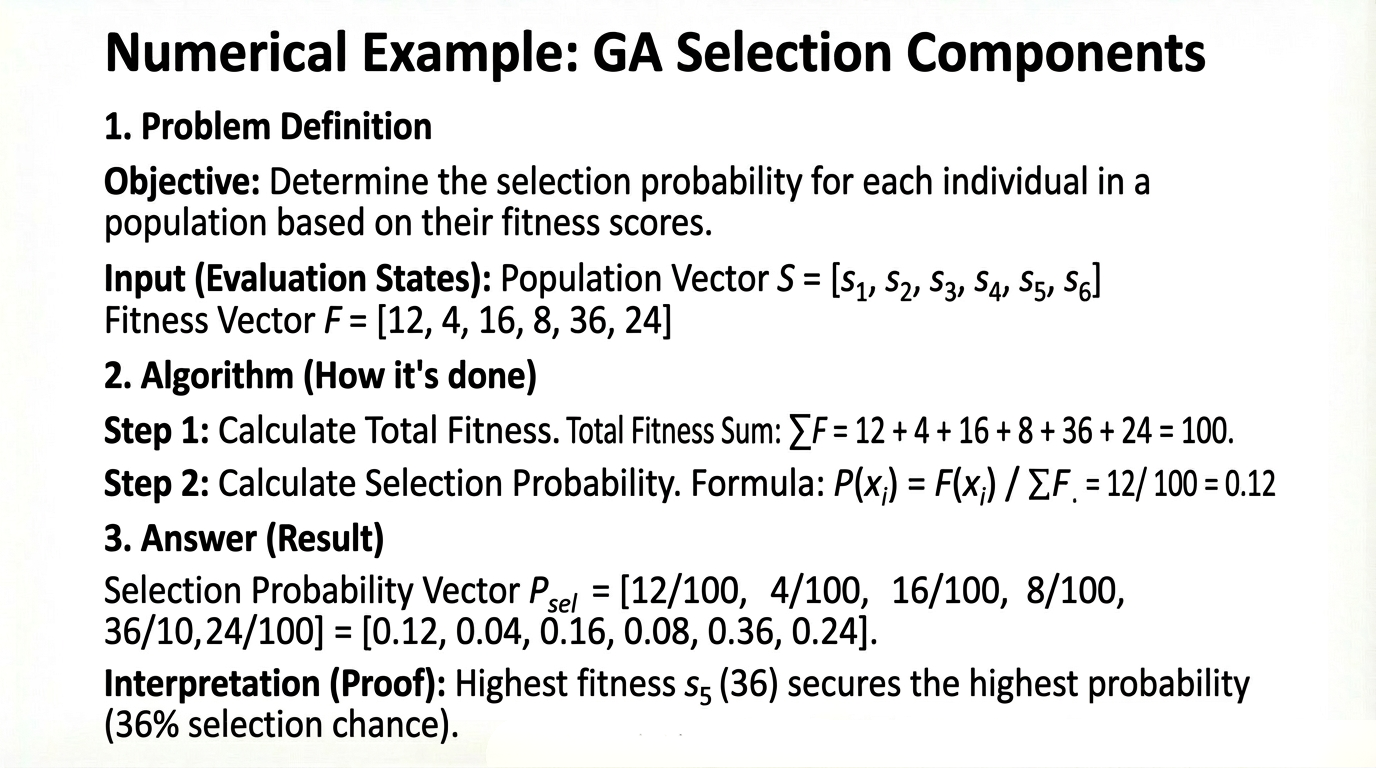 Numerical Example: GA Selection Components
1. Problem Definition
Objective: Determine the selection probability for each individual in a
population based on their fitness scores.
Input (Evaluation States): Population Vector S = [s₁, s₂, s₃, s₄, s₅, s₆]
Fitness Vector F = [12, 4, 16, 8, 36, 24]
2. Algorithm (How it's done)
Step 1: Calculate Total Fitness. Total Fitness Sum: ∑F = 12 + 4 + 16 + 8 + 36 + 24 = 100.
Step 2: Calculate Selection Probability. Formula: P(xᵢ) = F(xᵢ) / ∑F. = 12/ 100 = 0.12
3. Answer (Result)
Selection Probability Vector Pₛₑₗ = [12/100, 4/100, 16/100, 8/100,
36/10,24/100] = [0.12, 0.04, 0.16, 0.08, 0.36, 0.24].
Interpretation (Proof): Highest fitness s₅ (36) secures the highest probability
(36% selection chance).